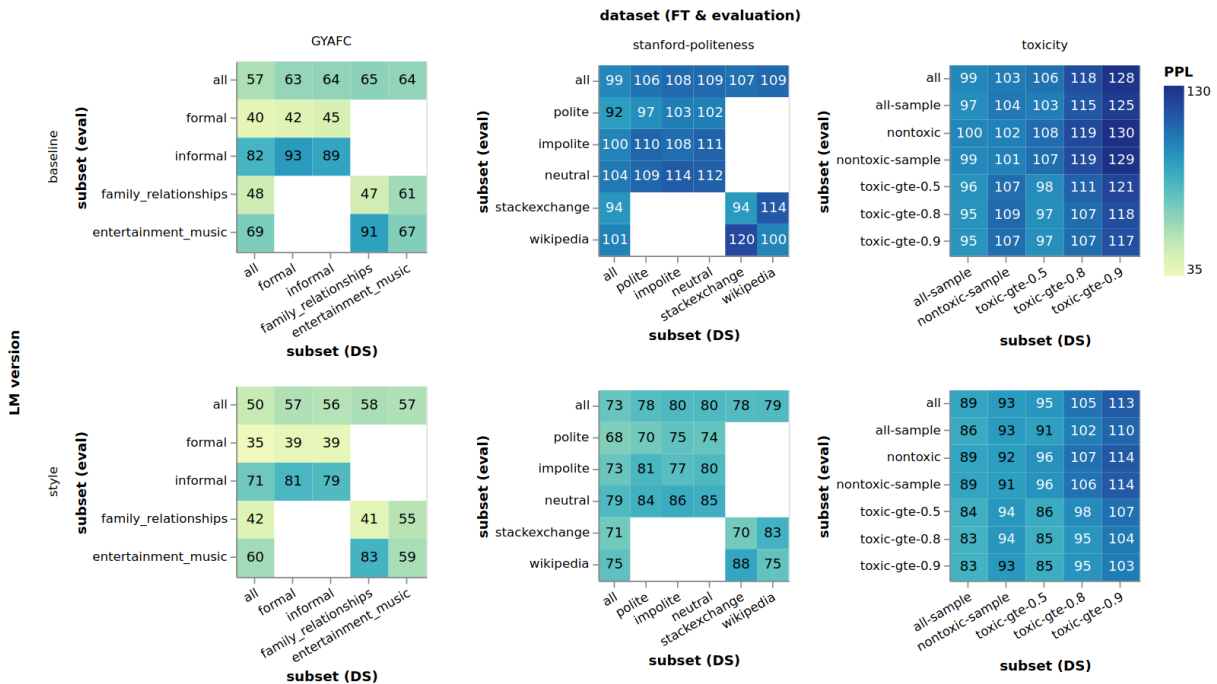 dataset (FT & evaluation)
GYAFC
stanford-politeness
toxicity
LM version
baseline
subset (eval)
all 57 63 64 65 64
formal 40 42 45
informal 82 93 89
family_relationships 48 47 61
entertainment_music 69 91 67
all formal informal family_relationships entertainment_music
subset (DS)
subset (eval)
all 99 106 108 109 107 109
polite 92 97 103 102
impolite 100 110 108 111
neutral 104 109 114 112
stackexchange 94 94 114
wikipedia 101 120 100
all polite impolite neutral stackexchange wikipedia
subset (DS)
subset (eval)
all 99 103 106 118 128
all-sample 97 104 103 115 125
nontoxic 100 102 108 119 130
nontoxic-sample 99 101 107 119 129
toxic-gte-0.5 96 107 98 111 121
toxic-gte-0.8 95 109 97 107 118
toxic-gte-0.9 95 107 97 107 117
all-sample nontoxic-sample toxic-gte-0.5 toxic-gte-0.8 toxic-gte-0.9
subset (DS)
PPL
130
35
style
subset (eval)
all 50 57 56 58 57
formal 35 39 39
informal 71 81 79
family_relationships 42 41 55
entertainment_music 60 83 59
all formal informal family_relationships entertainment_music
subset (DS)
subset (eval)
all 73 78 80 80 78 79
polite 68 70 75 74
impolite 73 81 77 80
neutral 79 84 86 85
stackexchange 71 70 83
wikipedia 75 88 75
all polite impolite neutral stackexchange wikipedia
subset (DS)
subset (eval)
all 89 93 95 105 113
all-sample 86 93 91 102 110
nontoxic 89 92 96 107 114
nontoxic-sample 89 91 96 106 114
toxic-gte-0.5 84 94 86 98 107
toxic-gte-0.8 83 94 85 95 104
toxic-gte-0.9 83 93 85 95 103
all-sample nontoxic-sample toxic-gte-0.5 toxic-gte-0.8 toxic-gte-0.9
subset (DS)